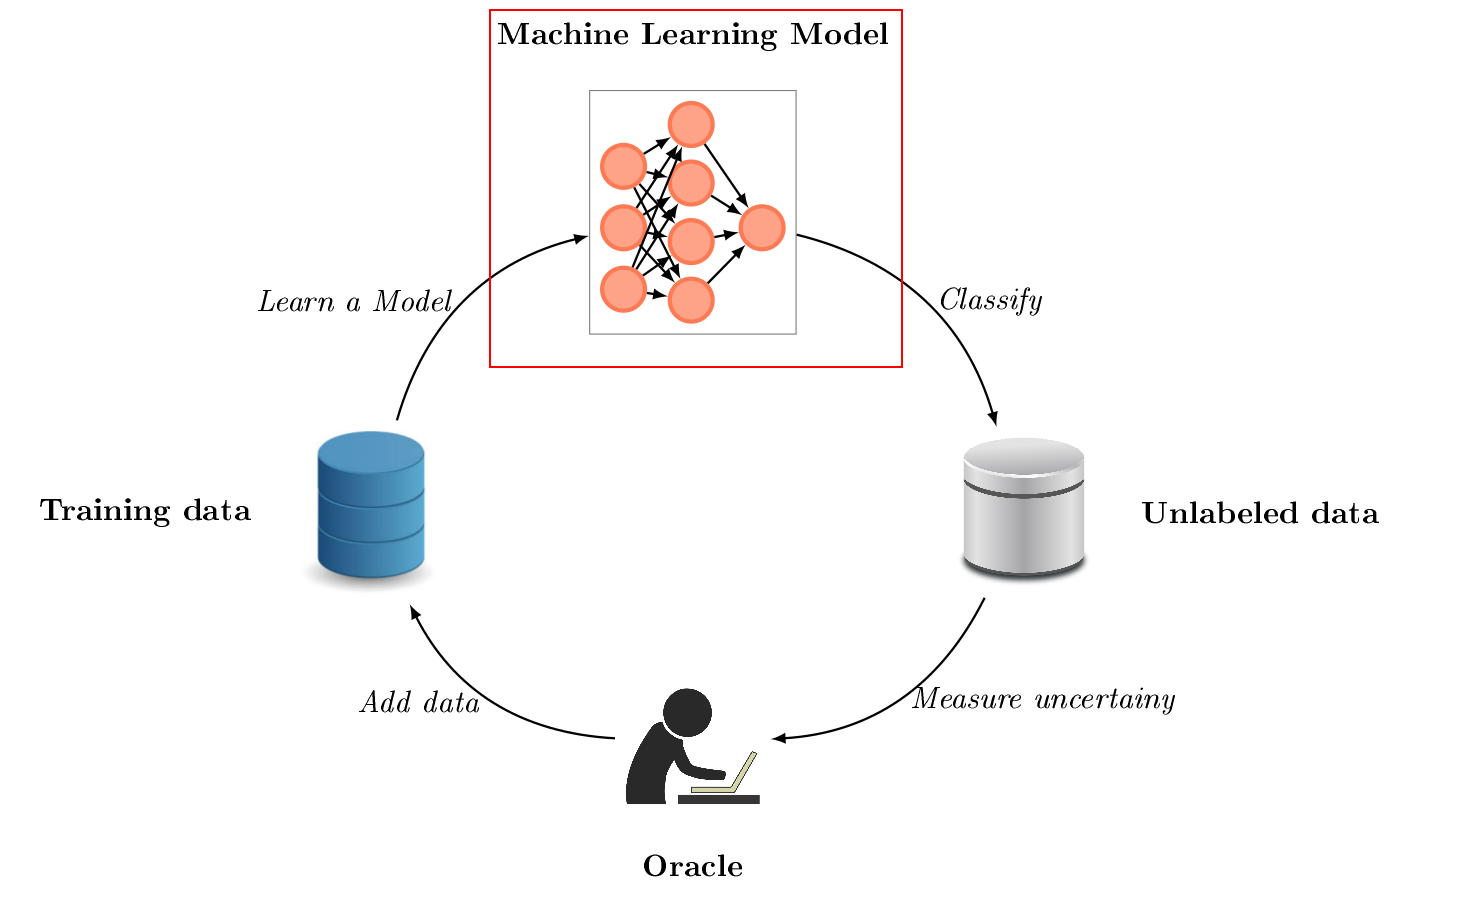 Machine Learning Model
Learn a Model
Classify
Training data
Unlabeled data
Add data
Measure uncertainy
Oracle